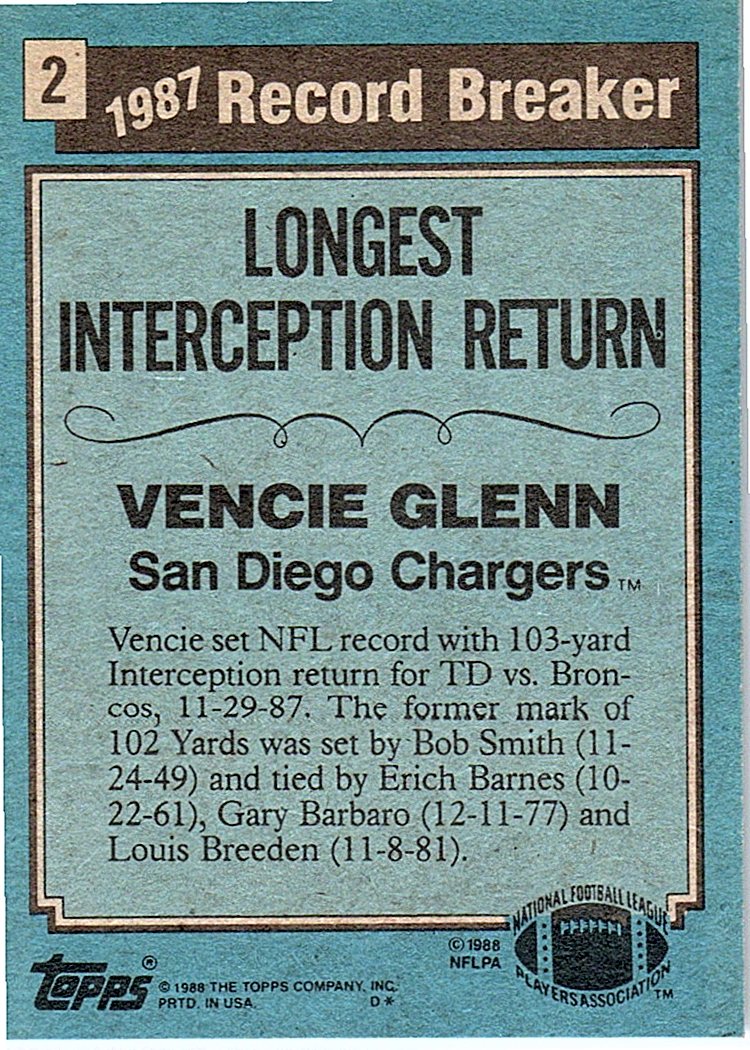 2
1987 Record Breaker
LONGEST
INTERCEPTION RETURN
VENCIE GLENN
San Diego Chargers TM
Vencie set NFL record with 103-yard
Interception return for TD vs. Bron-
cos, 11-29-87. The former mark of
102 Yards was set by Bob Smith (11-
24-49) and tied by Erich Barnes (10-
22-61), Gary Barbaro (12-11-77) and
Louis Breeden (11-8-81).
NATIONAL FOOTBALL LEAGUE
PLAYERS ASSOCIATION TM
© 1988
NFLPA
TOPPS ®
© 1988 THE TOPPS COMPANY, INC.
PRTD. IN USA. D*